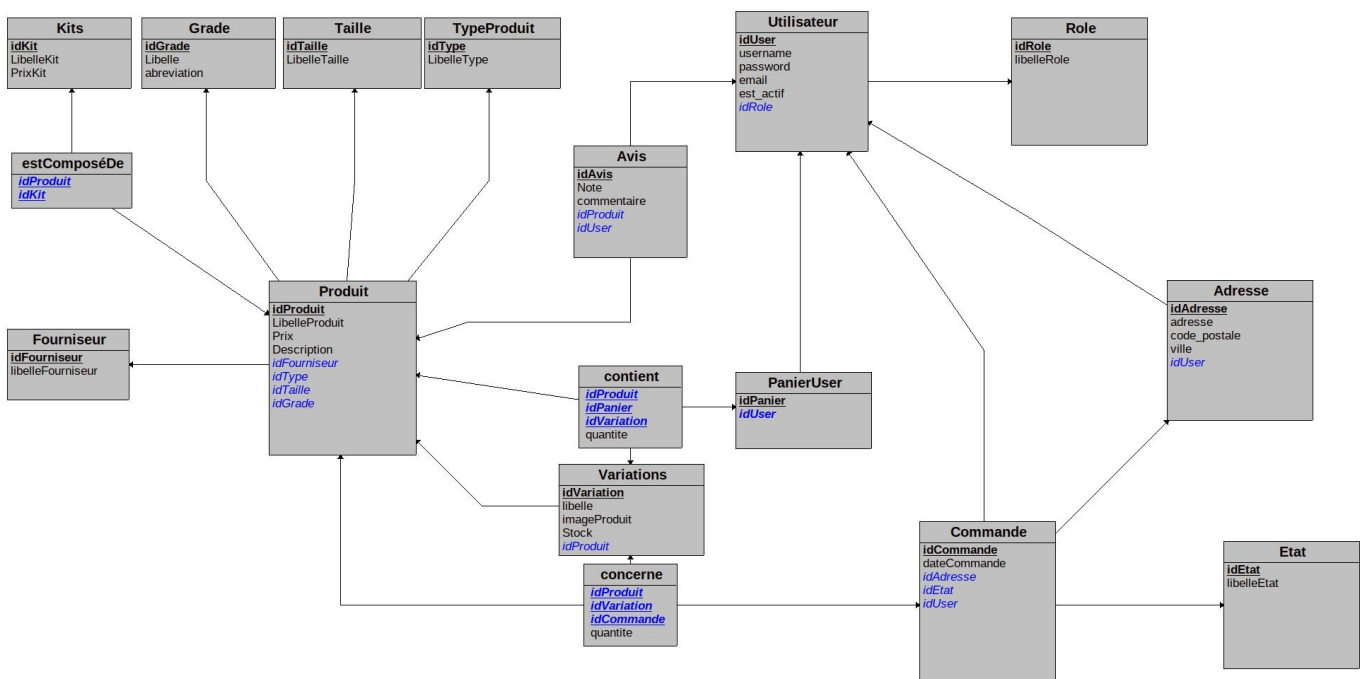 Kits
idKit
LibelleKit
PrixKit
Grade
idGrade
Libelle
abreviation
Taille
idTaille
LibelleTaille
TypeProduit
idType
LibelleType
Utilisateur
idUser
username
password
email
est_actif
idRole
Role
idRole
libelleRole
estComposéDe
idProduit
idKit
Avis
idAvis
Note
commentaire
idProduit
idUser
Produit
idProduit
LibelleProduit
Prix
Description
idFourniseur
idType
idTaille
idGrade
Adresse
idAdresse
adresse
code_postale
ville
idUser
Fourniseur
idFourniseur
libelleFourniseur
contient
idProduit
idPanier
idVariation
quantite
PanierUser
idPanier
idUser
Variations
idVariation
libelle
imageProduit
Stock
idProduit
Commande
idCommande
dateCommande
idAdresse
idEtat
idUser
Etat
idEtat
libelleEtat
concerne
idProduit
idVariation
idCommande
quantite